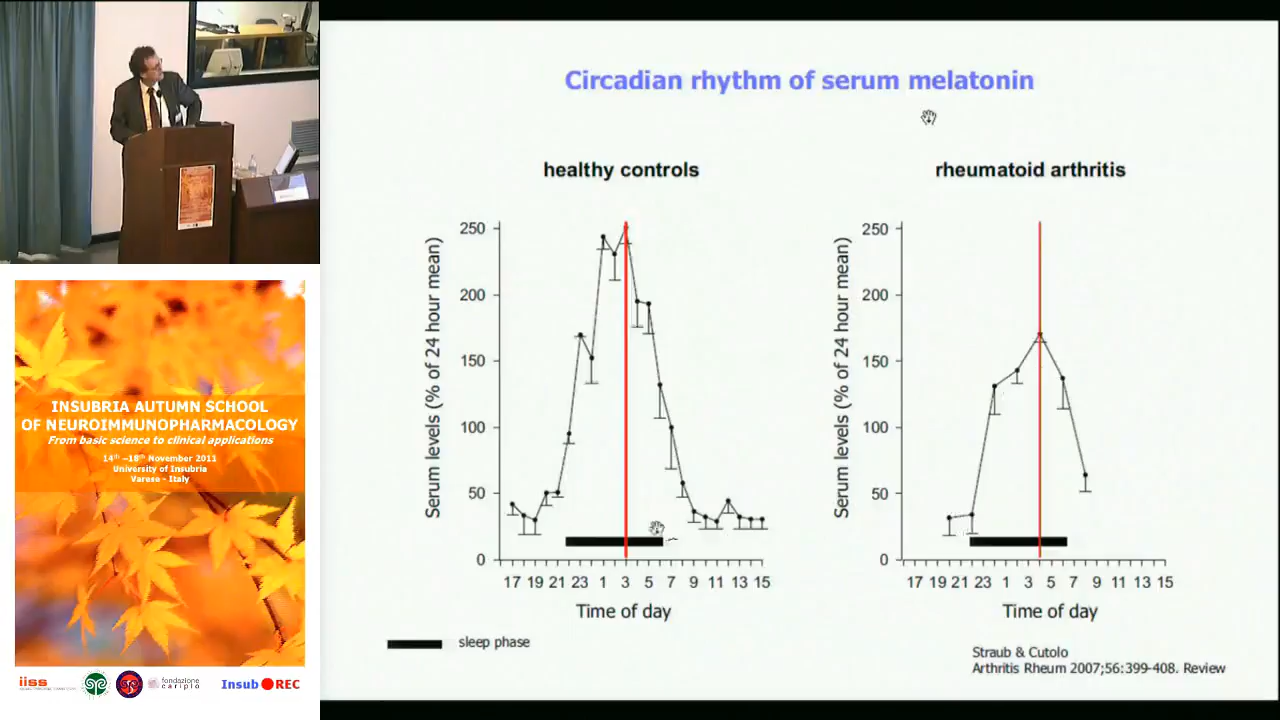 Circadian rhythm of serum melatonin
healthy controls
rheumatoid arthritis
Serum levels (% of 24 hour mean)
250
200
150
100
50
0
17 19 21 23 1 3 5 7 9 11 13 15
Time of day
Serum levels (% of 24 hour mean)
250
200
150
100
50
0
17 19 21 23 1 3 5 7 9 11 13 15
Time of day
sleep phase
Straub & Cutolo
Arthritis Rheum 2007;56:399-408. Review
INSUBRIA AUTUMN SCHOOL
OF NEUROIMMUNOPHARMACOLOGY
From basic science to clinical applications
14th –18th November 2011
University of Insubria
Varese - Italy
iiss
fondazione
cariplo
Insub REC